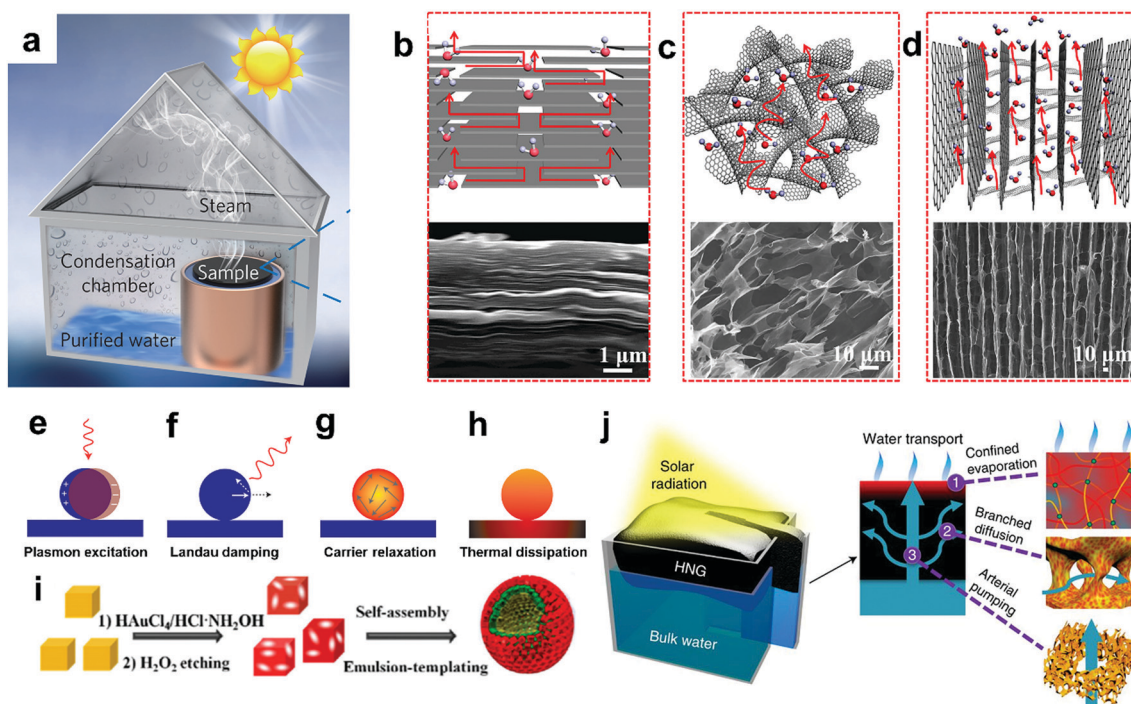 a
Steam
Condensation
chamber
Sample
Purified water
b
1 µm
c
10 µm
d
10 µm
e
Plasmon excitation
f
Landau damping
g
Carrier relaxation
h
Thermal dissipation
i
1) HAuCl₄/HCl·NH₂OH
2) H₂O₂ etching
Self-assembly
Emulsion-templating
j
Solar
radiation
HNG
Bulk water
Water transport
Confined
evaporation
1
Branched
diffusion
2
Arterial
pumping
3